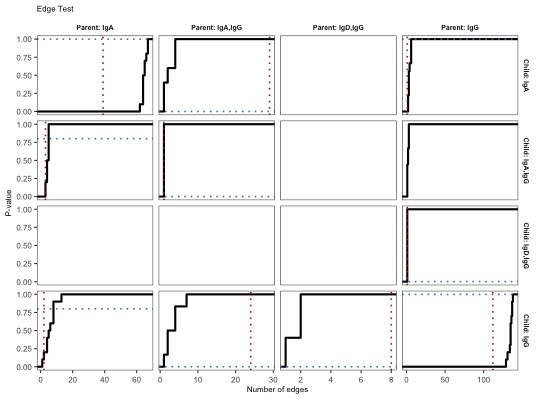 Edge Test
Parent: IgA
Parent: IgA,IgG
Parent: IgD,IgG
Parent: IgG
1.00
0.75
0.50
0.25
0.00
Child: IgA
1.00
0.75
0.50
0.25
0.00
Child: IgA,IgG
P-value
1.00
0.75
0.50
0.25
0.00
Child: IgD,IgG
1.00
0.75
0.50
0.25
0.00
Child: IgG
0 20 40 60
0 10 20 30
0 2 4 6 8
0 50 100
Number of edges